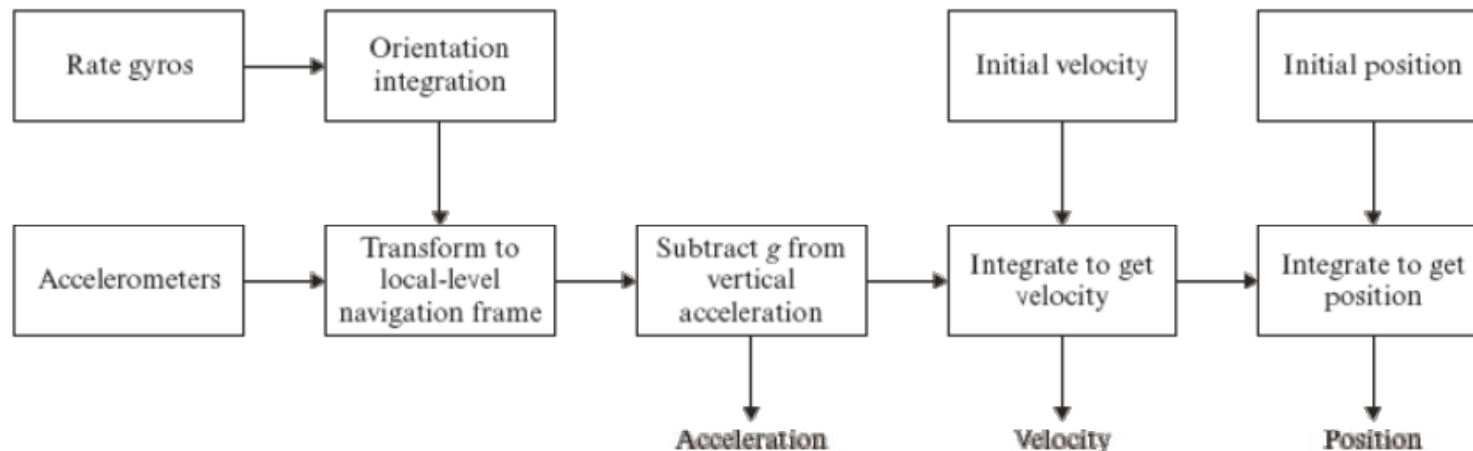 Rate gyros
Orientation
integration
Initial velocity
Initial position
Accelerometers
Transform to
local-level
navigation frame
Subtract g from
vertical
acceleration
Integrate to get
velocity
Integrate to get
position
Acceleration
Velocity
Position